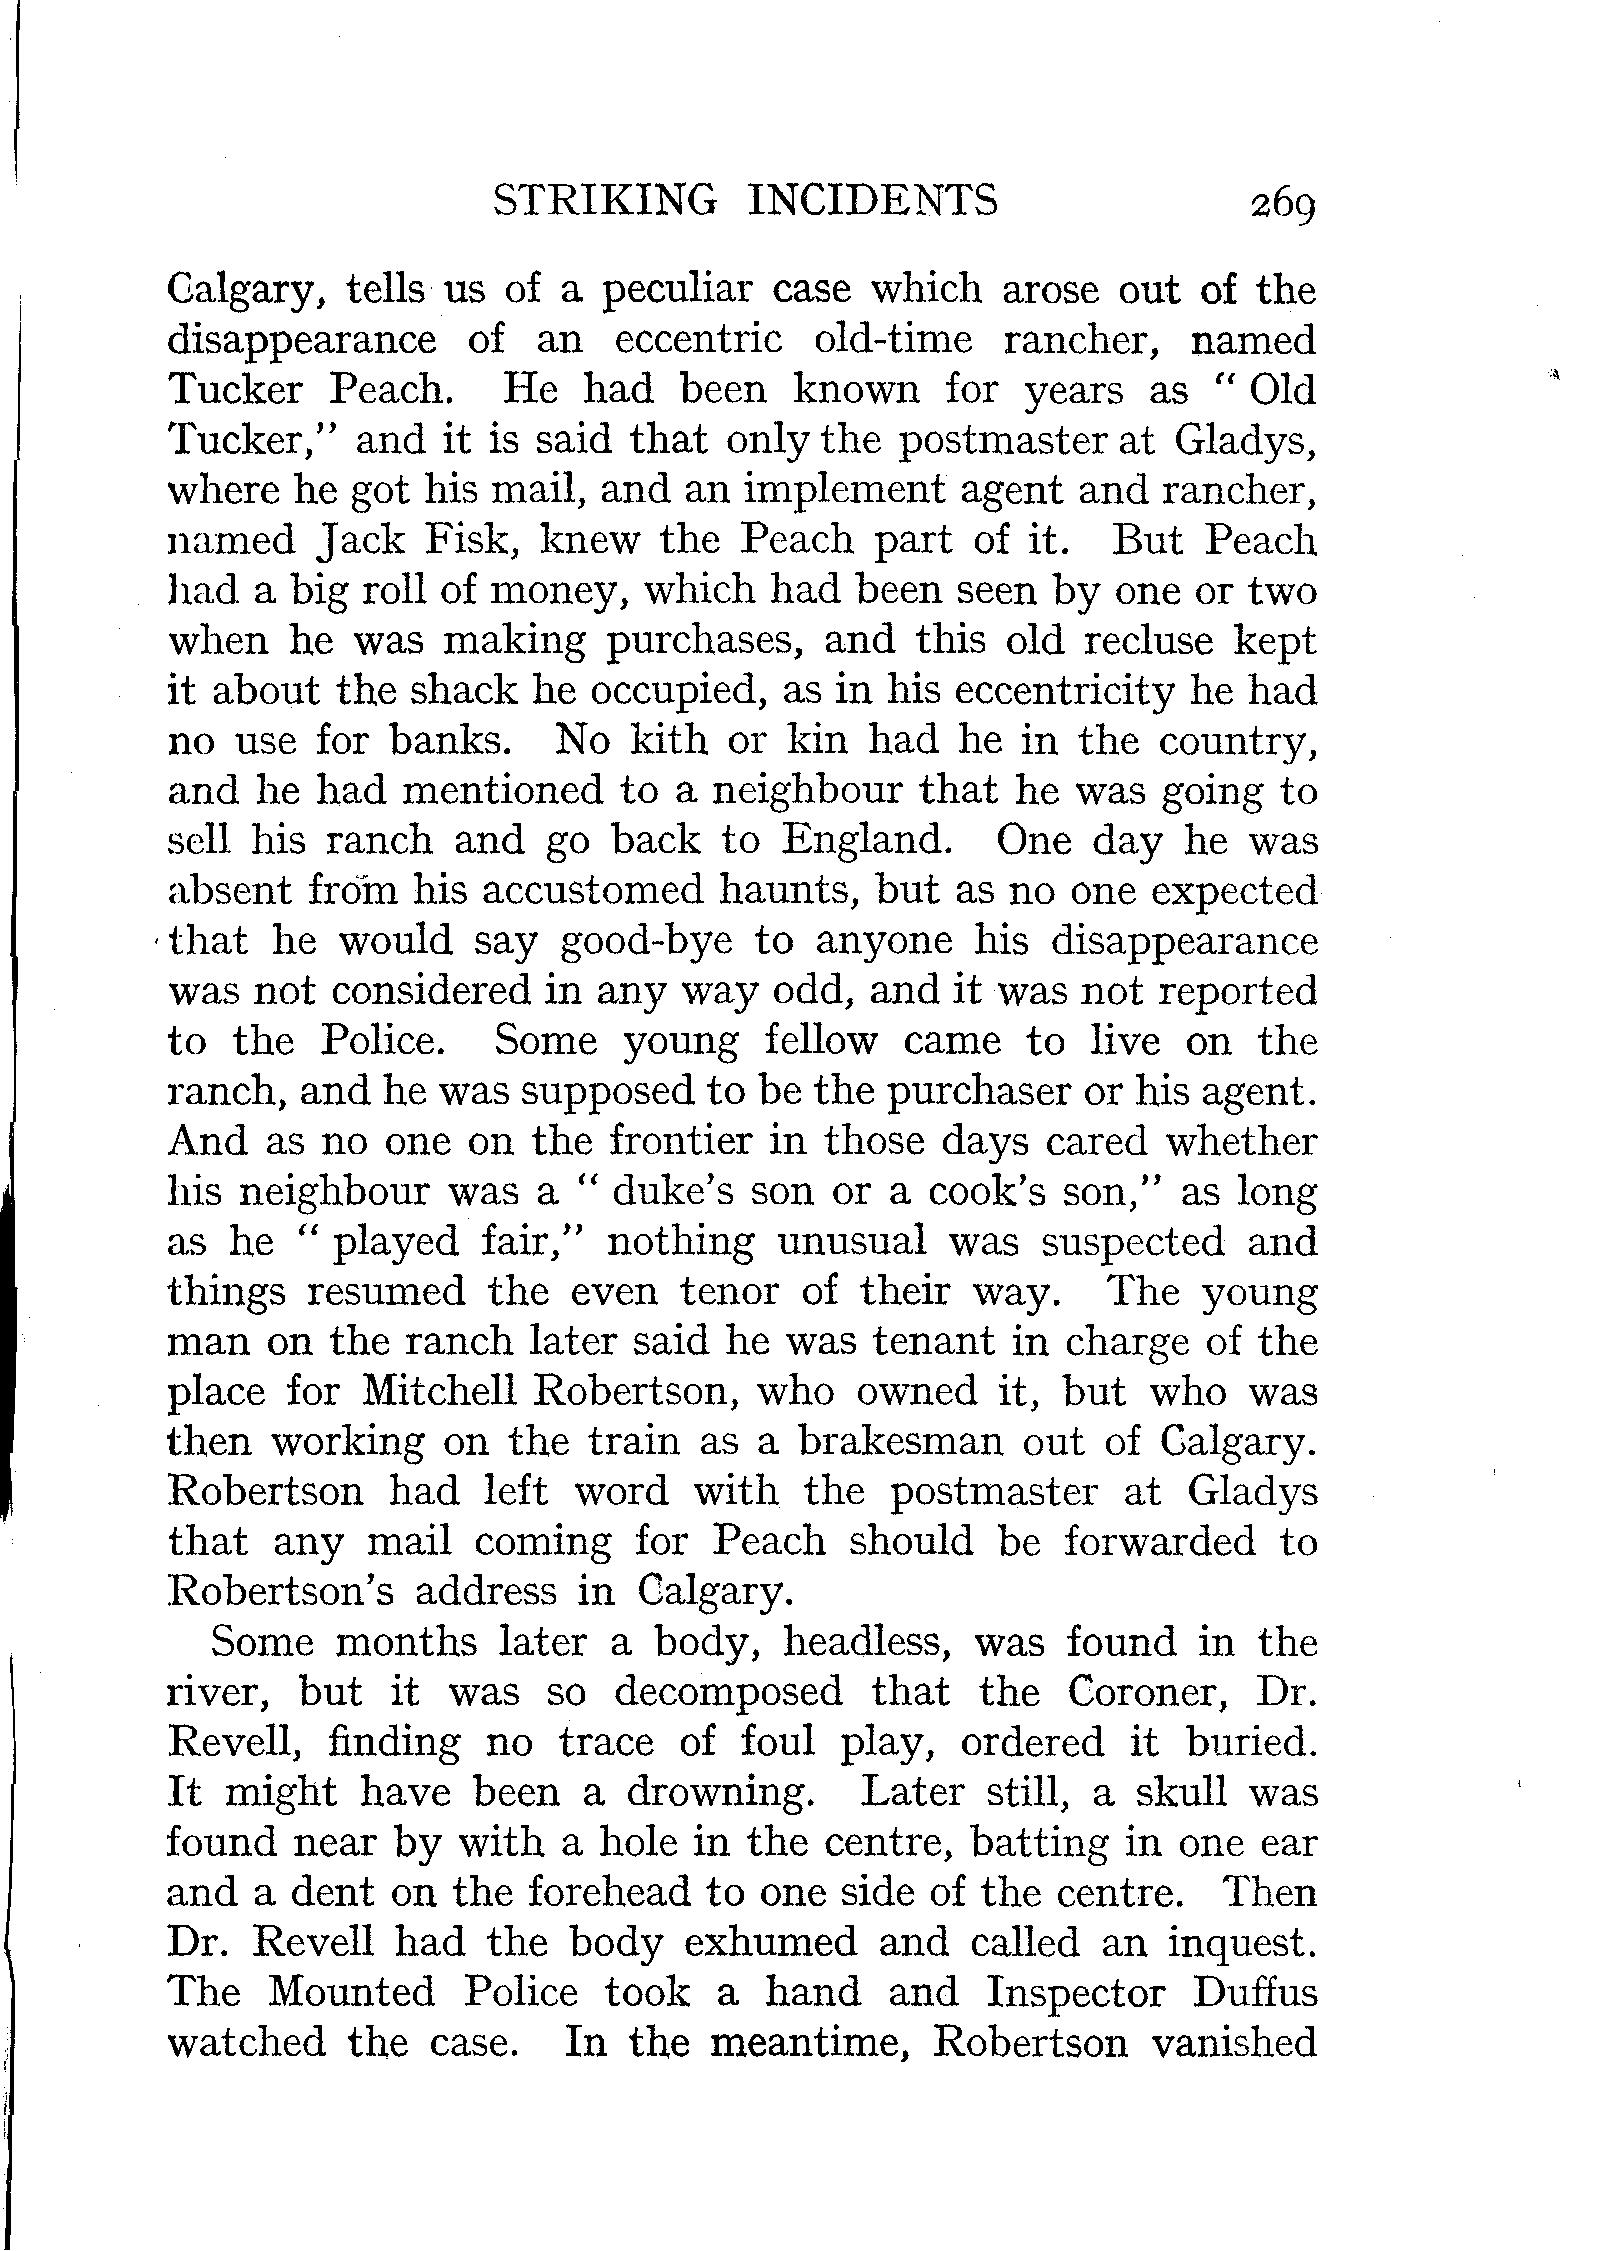 STRIKING INCIDENTS 269
Calgary, tells us of a peculiar case which arose out of the
disappearance of an eccentric old-time rancher, named
Tucker Peach. He had been known for years as “ Old
Tucker,” and it is said that only the postmaster at Gladys,
where he got his mail, and an implement agent and rancher,
named Jack Fisk, knew the Peach part of it. But Peach
had a big roll of money, which had been seen by one or two
when he was making purchases, and this old recluse kept
it about the shack he occupied, as in his eccentricity he had
no use for banks. No kith or kin had he in the country,
and he had mentioned to a neighbour that he was going to
sell his ranch and go back to England. One day he was
absent from his accustomed haunts, but as no one expected
that he would say good-bye to anyone his disappearance
was not considered in any way odd, and it was not reported
to the Police. Some young fellow came to live on the
ranch, and he was supposed to be the purchaser or his agent.
And as no one on the frontier in those days cared whether
his neighbour was a “ duke’s son or a cook’s son,” as long
as he “ played fair,” nothing unusual was suspected and
things resumed the even tenor of their way. The young
man on the ranch later said he was tenant in charge of the
place for Mitchell Robertson, who owned it, but who was
then working on the train as a brakesman out of Calgary.
Robertson had left word with the postmaster at Gladys
that any mail coming for Peach should be forwarded to
Robertson’s address in Calgary.
Some months later a body, headless, was found in the
river, but it was so decomposed that the Coroner, Dr.
Revell, finding no trace of foul play, ordered it buried.
It might have been a drowning. Later still, a skull was
found near by with a hole in the centre, batting in one ear
and a dent on the forehead to one side of the centre. Then
Dr. Revell had the body exhumed and called an inquest.
The Mounted Police took a hand and Inspector Duffus
watched the case. In the meantime, Robertson vanished